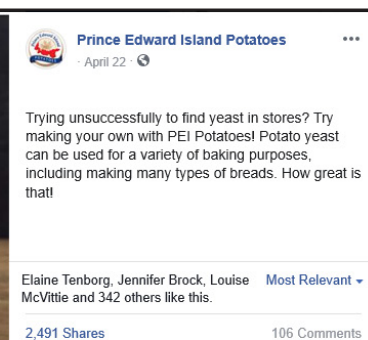 Prince Edward Island Potatoes
· April 22 ·
Trying unsuccessfully to find yeast in stores? Try
making your own with PEI Potatoes! Potato yeast
can be used for a variety of baking purposes,
including making many types of breads. How great is
that!
Elaine Tenborg, Jennifer Brock, Louise
McVittie and 342 others like this.
Most Relevant
2,491 Shares
106 Comments